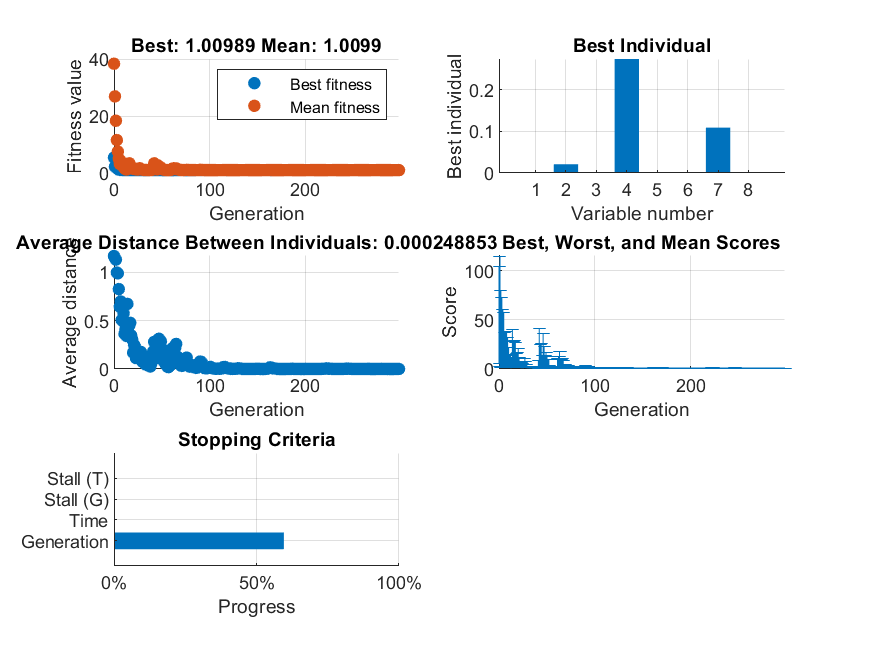 Best: 1.00989 Mean: 1.0099
Fitness value
40
20
0
Best fitness
Mean fitness
0 100 200
Generation
Best Individual
Best individual
0.2
0.1
0
1 2 3 4 5 6 7 8
Variable number
Average Distance Between Individuals: 0.000248853
Average distance
1
0.5
0
0 100 200
Generation
Best, Worst, and Mean Scores
Score
100
50
0
0 100 200
Generation
Stopping Criteria
Stall (T)
Stall (G)
Time
Generation
0% 50% 100%
Progress